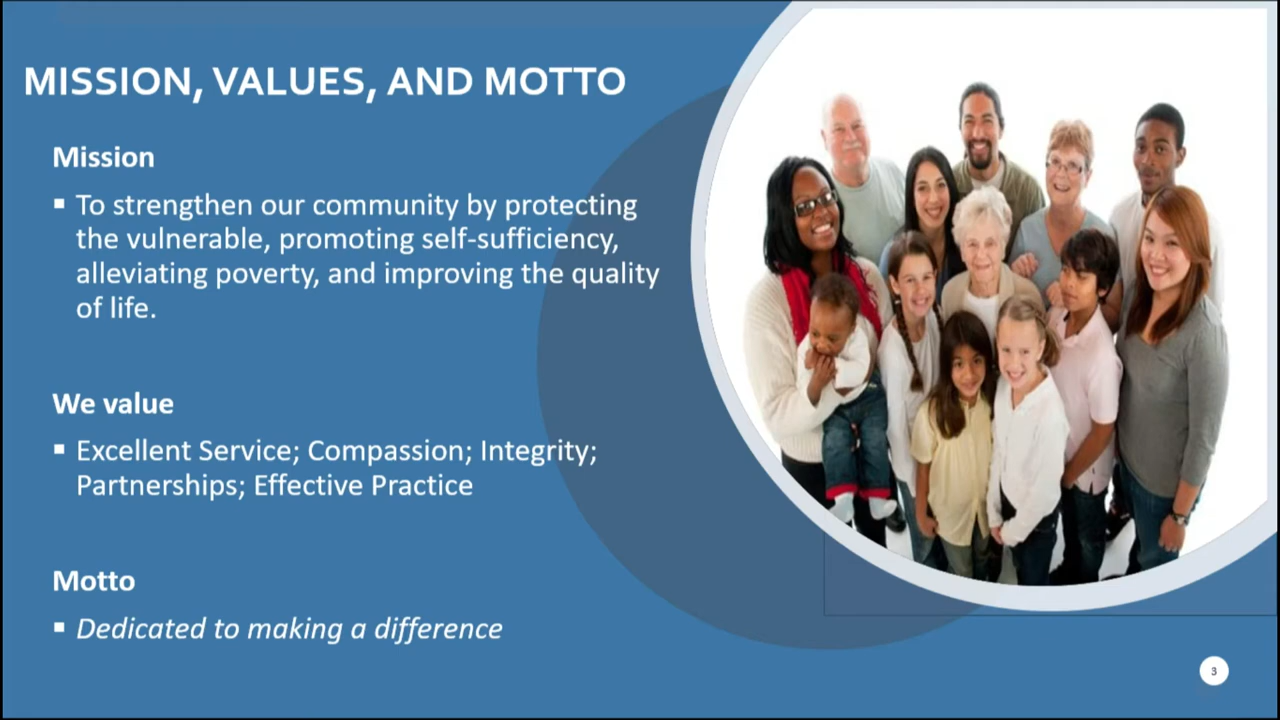 MISSION, VALUES, AND MOTTO
Mission
▪ To strengthen our community by protecting
the vulnerable, promoting self-sufficiency,
alleviating poverty, and improving the quality
of life.
We value
▪ Excellent Service; Compassion; Integrity;
Partnerships; Effective Practice
Motto
▪ Dedicated to making a difference
3